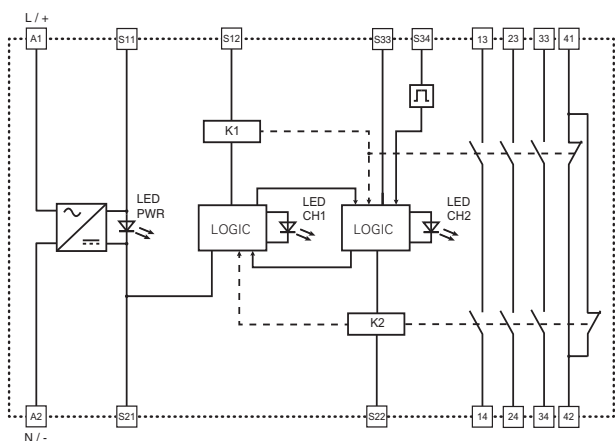 L / +
A1
S11
S12
S33
S34
13
23
33
41
K1
LED
PWR
LOGIC
LED
CH1
LOGIC
LED
CH2
K2
A2
S21
S22
14
24
34
42
N / -